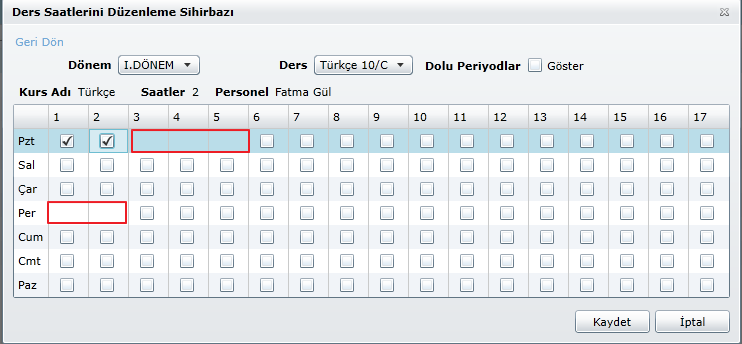 Ders Saatlerini Düzenleme Sihirbazı
Geri Dön
Dönem I.DÖNEM Ders Türkçe 10/C Dolu Periyodlar Göster
Kurs Adı Türkçe Saatler 2 Personel Fatma Gül
1 2 3 4 5 6 7 8 9 10 11 12 13 14 15 16 17
Pzt
Sal
Çar
Per
Cum
Cmt
Paz
Kaydet İptal